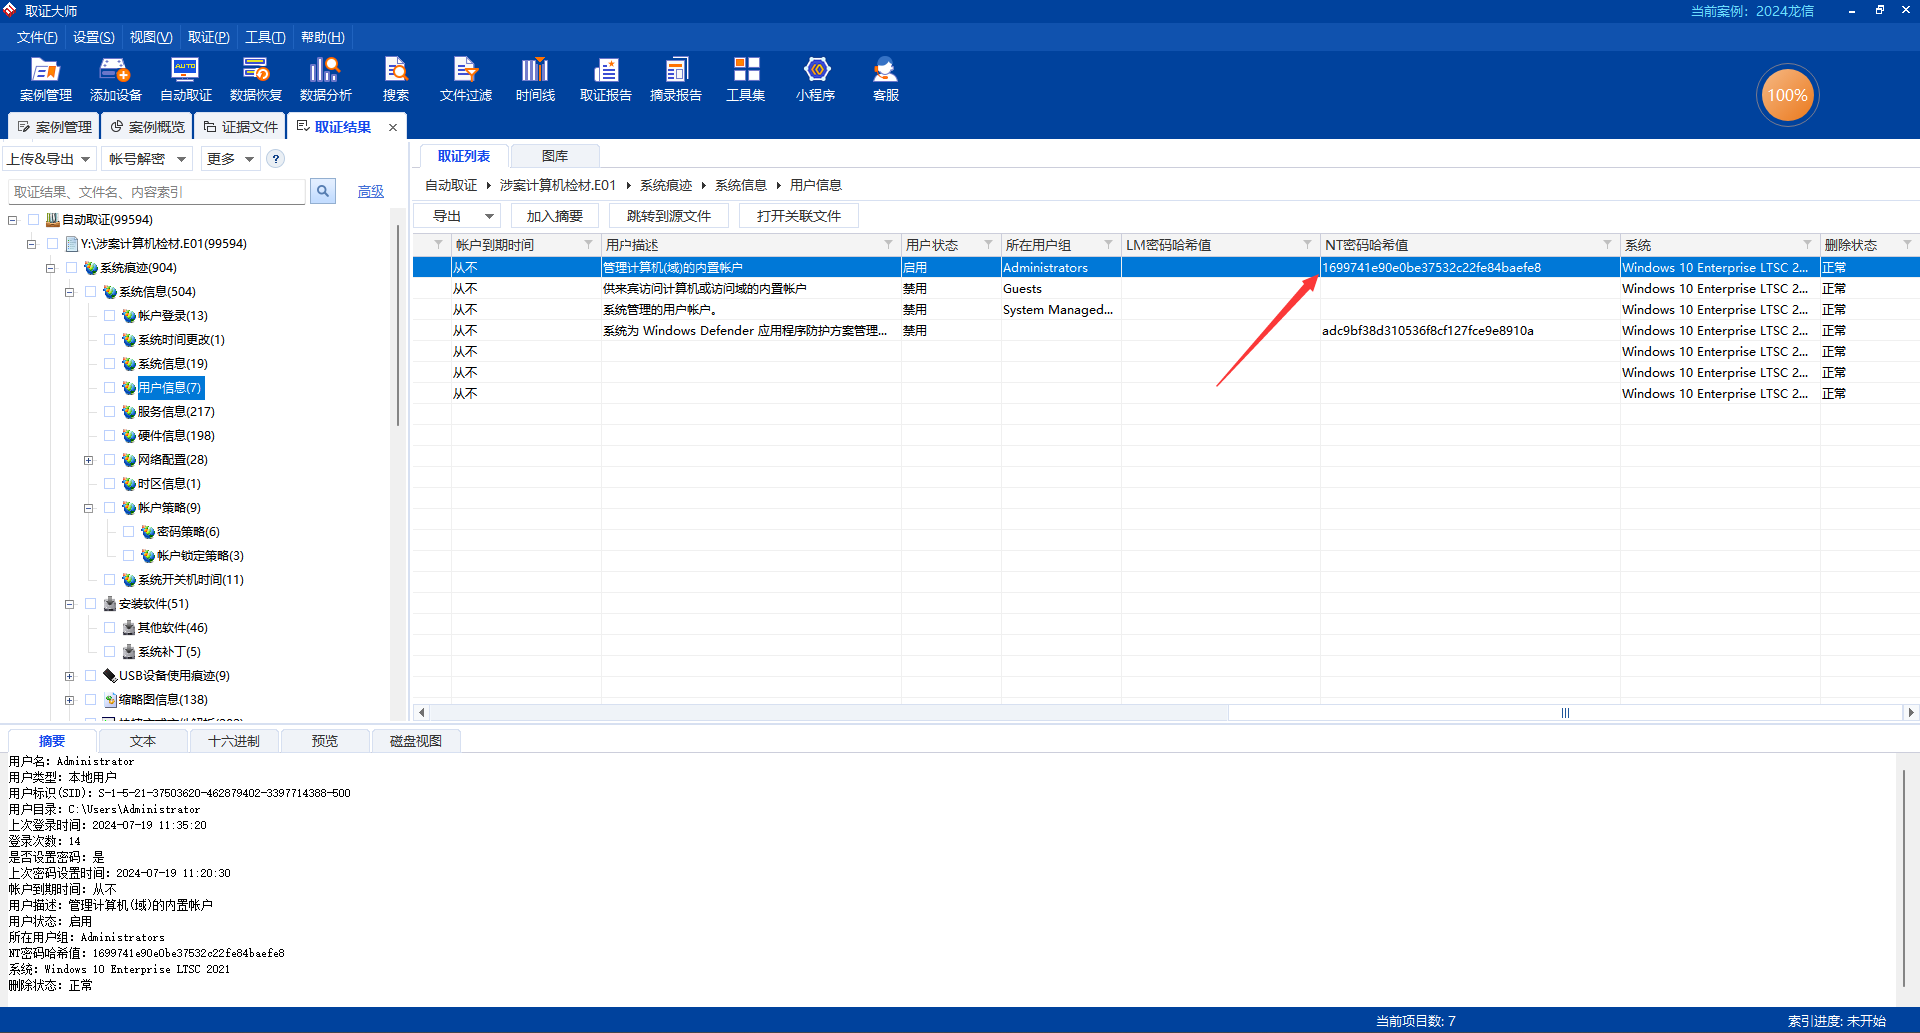 取证大师
当前案例：2024龙信
文件(F) 设置(S) 视图(V) 取证(P) 工具(T) 帮助(H)
案例管理 添加设备 自动取证 数据恢复 数据分析 搜索 文件过滤 时间线 取证报告 摘录报告 工具集 小程序 客服
100%
案例管理 案例概览 证据文件 取证结果 ×
上传&导出 帐号解密 更多 ?
取证结果、文件名、内容索引 高级
自动取证(99594)
Y:\涉案计算机检材.E01(99594)
系统痕迹(904)
系统信息(504)
帐户登录(13)
系统时间更改(1)
系统信息(19)
用户信息(7)
服务信息(217)
硬件信息(198)
网络配置(28)
时区信息(1)
帐户策略(9)
密码策略(6)
帐户锁定策略(3)
系统开关机时间(11)
安装软件(51)
其他软件(46)
系统补丁(5)
USB设备使用痕迹(9)
缩略图信息(138)
取证列表 图库
自动取证 涉案计算机检材.E01 系统痕迹 系统信息 用户信息
导出 加入摘要 跳转到源文件 打开关联文件
帐户到期时间 用户描述 用户状态 所在用户组 LM密码哈希值 NT密码哈希值 系统 删除状态
从不 管理计算机(域)的内置帐户 启用 Administrators 1699741e90e0be37532c22fe84baefe8 Windows 10 Enterprise LTSC 2... 正常
从不 供来宾访问计算机或访问域的内置帐户 禁用 Guests Windows 10 Enterprise LTSC 2... 正常
从不 系统管理的用户帐户。 禁用 System Managed... Windows 10 Enterprise LTSC 2... 正常
从不 系统为 Windows Defender 应用程序防护方案管理... 禁用 adc9bf38d310536f8cf127fce9e8910a Windows 10 Enterprise LTSC 2... 正常
从不 Windows 10 Enterprise LTSC 2... 正常
从不 Windows 10 Enterprise LTSC 2... 正常
从不 Windows 10 Enterprise LTSC 2... 正常
摘要 文本 十六进制 预览 磁盘视图
用户名：Administrator
用户类型：本地用户
用户标识(SID)：S-1-5-21-37503620-462879402-3397714388-500
用户目录：C:\Users\Administrator
上次登录时间：2024-07-19 11:35:20
登录次数：14
是否设置密码：是
上次密码设置时间：2024-07-19 11:20:30
帐户到期时间：从不
用户描述：管理计算机(域)的内置帐户
用户状态：启用
所在用户组：Administrators
NT密码哈希值：1699741e90e0be37532c22fe84baefe8
系统：Windows 10 Enterprise LTSC 2021
删除状态：正常
当前项目数: 7 索引进度: 未开始